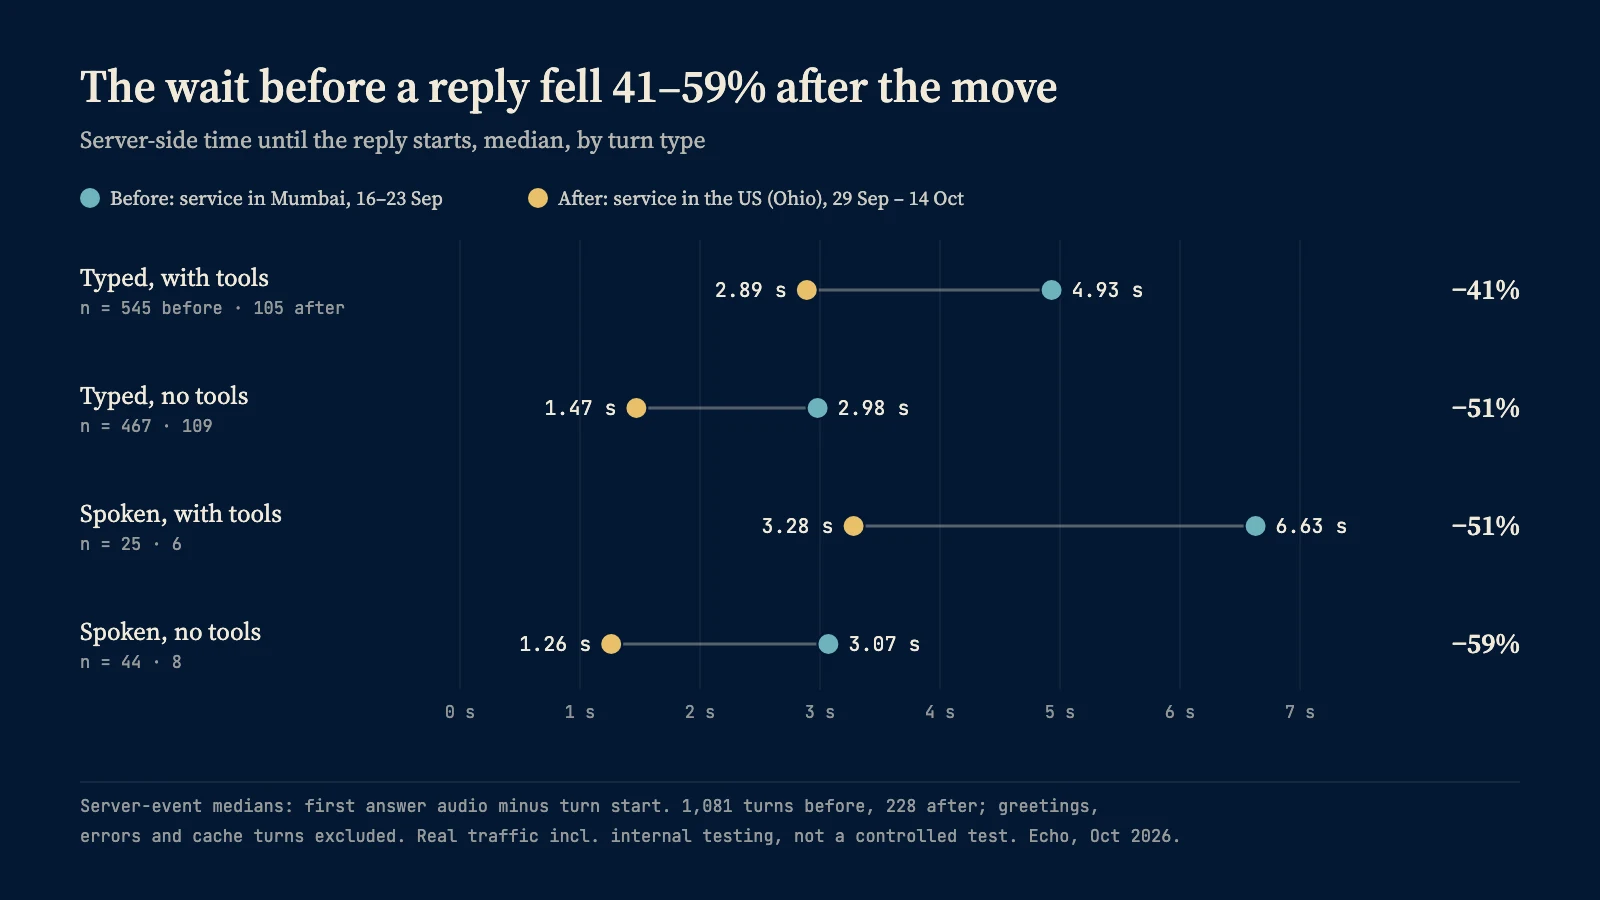 The wait before a reply fell 41–59% after the move
Server-side time until the reply starts, median, by turn type
Before: service in Mumbai, 16–23 Sep
After: service in the US (Ohio), 29 Sep – 14 Oct
Typed, with tools
n = 545 before · 105 after
2.89 s
4.93 s
−41%
Typed, no tools
n = 467 · 109
1.47 s
2.98 s
−51%
Spoken, with tools
n = 25 · 6
3.28 s
6.63 s
−51%
Spoken, no tools
n = 44 · 8
1.26 s
3.07 s
−59%
0 s 1 s 2 s 3 s 4 s 5 s 6 s 7 s
Server-event medians: first answer audio minus turn start. 1,081 turns before, 228 after; greetings,
errors and cache turns excluded. Real traffic incl. internal testing, not a controlled test. Echo, Oct 2026.